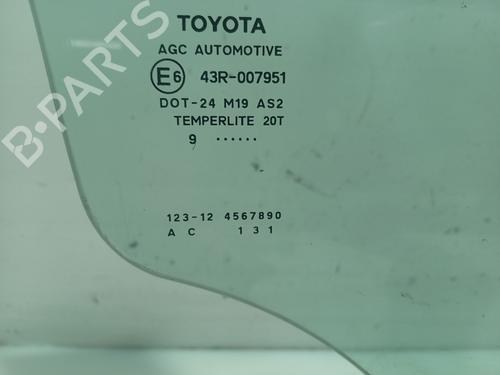 TOYOTA
AGC AUTOMOTIVE
E6 43R-007951
DOT-24 M19 AS2
TEMPERLITE 20T
9 ······
123-12 4567890
A C 1 3 1
B-PARTS